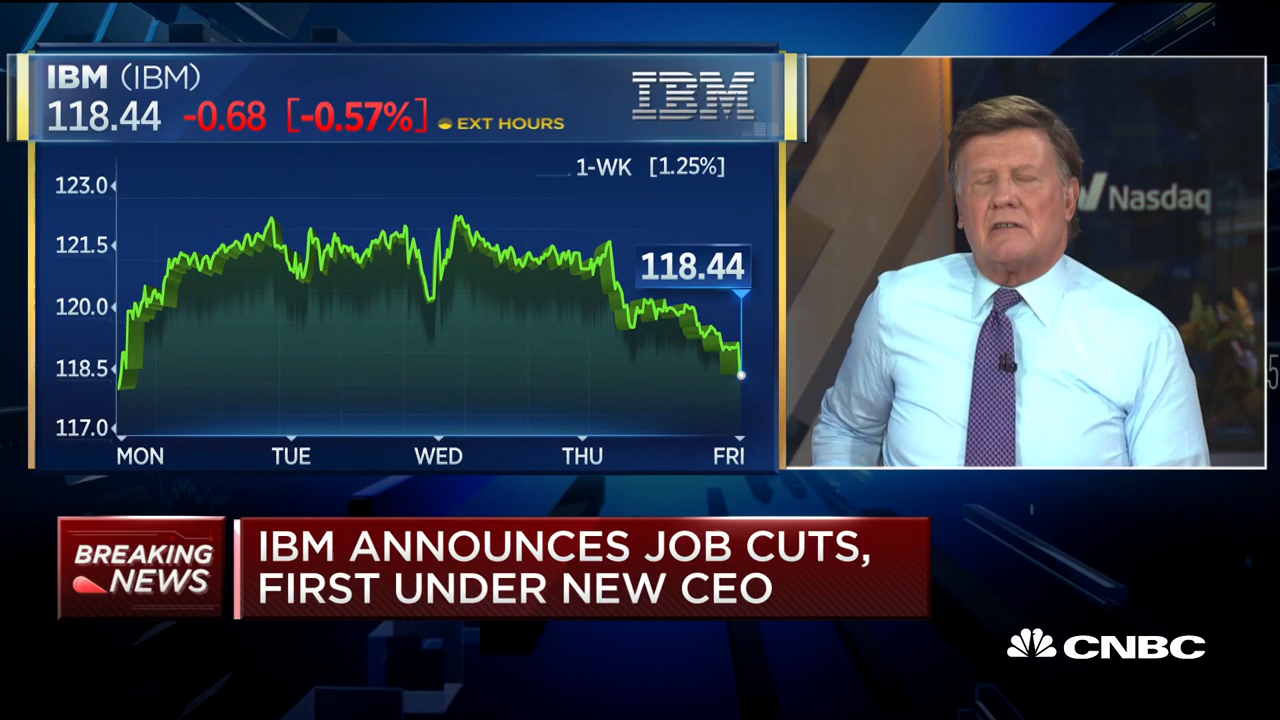 IBM (IBM)
118.44 -0.68 [-0.57%] EXT HOURS
IBM
1-WK [1.25%]
123.0
121.5
120.0
118.5
117.0
118.44
MON TUE WED THU FRI
Nasdaq
5
BREAKING
NEWS
IBM ANNOUNCES JOB CUTS,
FIRST UNDER NEW CEO
CNBC